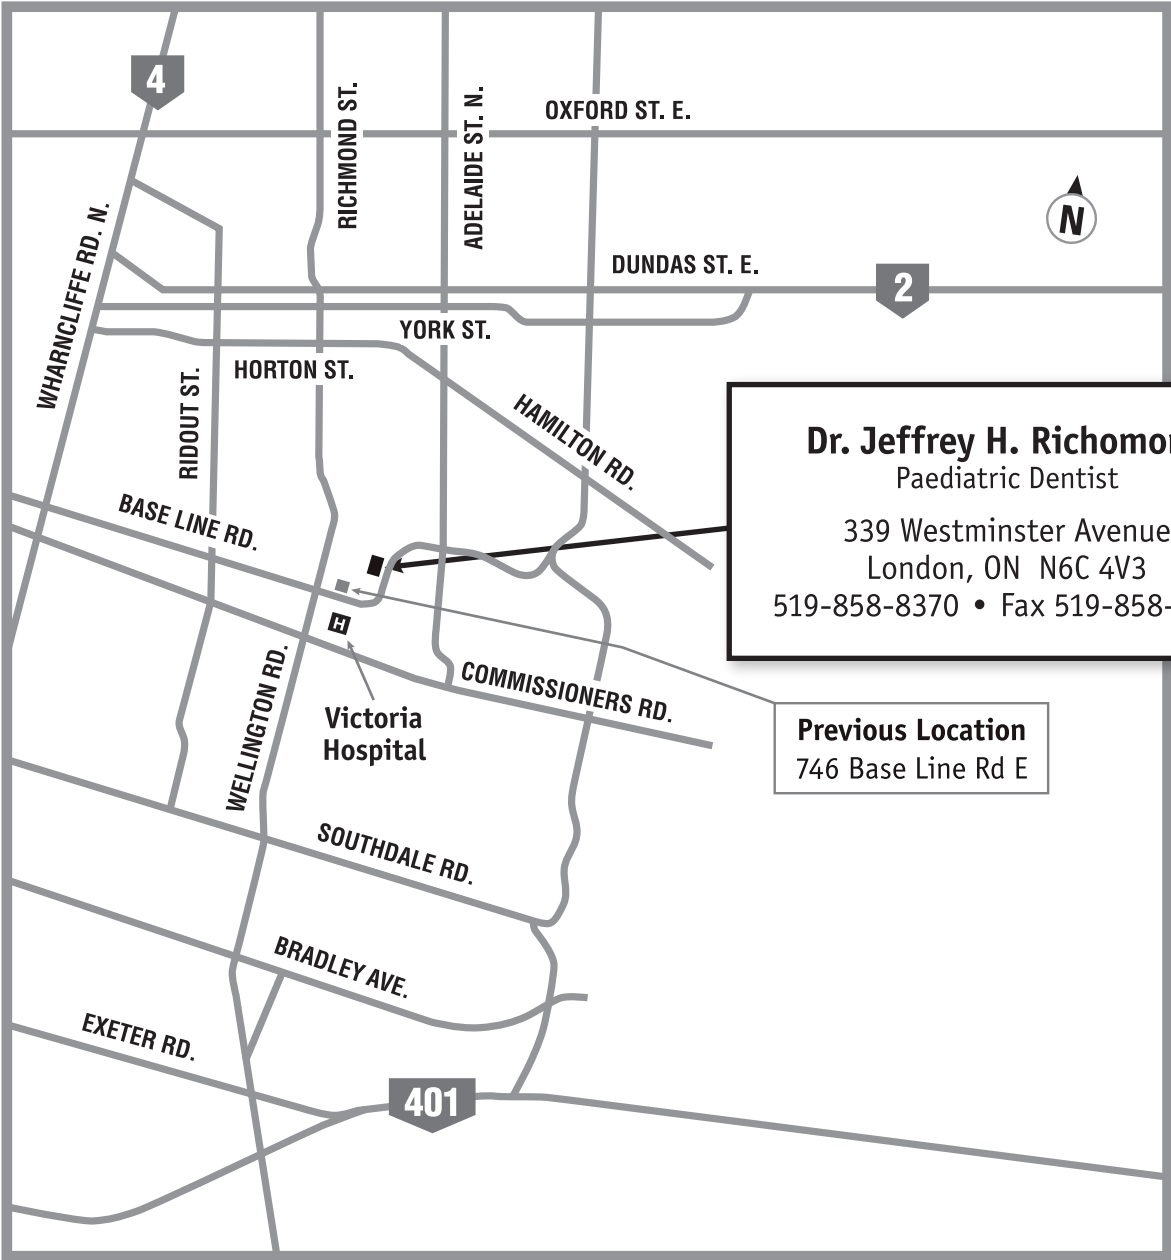 4
RICHMOND ST.
ADELAIDE ST. N.
OXFORD ST. E.
N
WHARNCLIFFE RD. N.
DUNDAS ST. E.
2
YORK ST.
HORTON ST.
RIDOUT ST.
HAMILTON RD.
BASE LINE RD.
Dr. Jeffrey H.
Paediatric Dentist
339 Westminster Avenue
London, ON N6C 4V3
519-858-8370 • Fax 519-858-
H
WELLINGTON RD.
COMMISSIONERS RD.
Victoria
Hospital
Previous Location
746 Base Line Rd E
SOUTHDALE RD.
BRADLEY AVE.
EXETER RD.
401